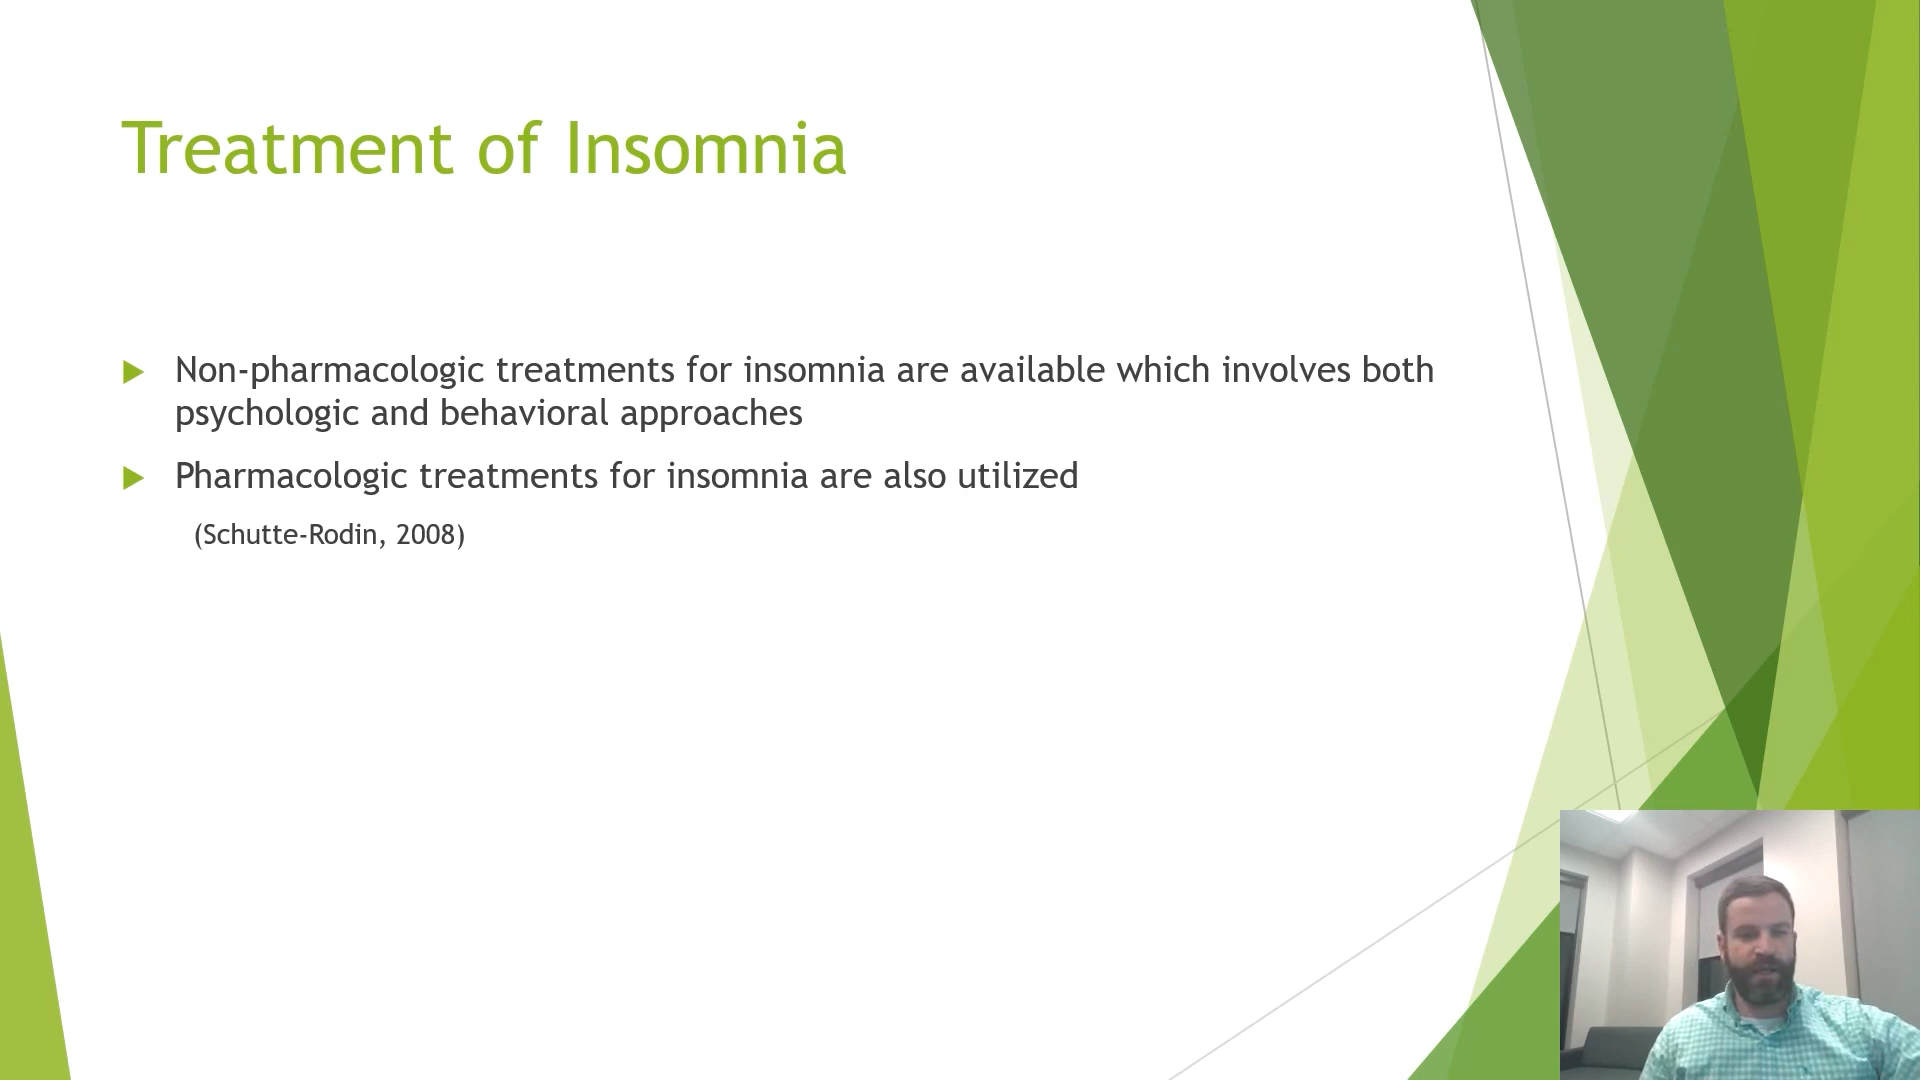 Treatment of Insomnia
Non-pharmacologic treatments for insomnia are available which involves both
psychologic and behavioral approaches
Pharmacologic treatments for insomnia are also utilized
(Schutte-Rodin, 2008)